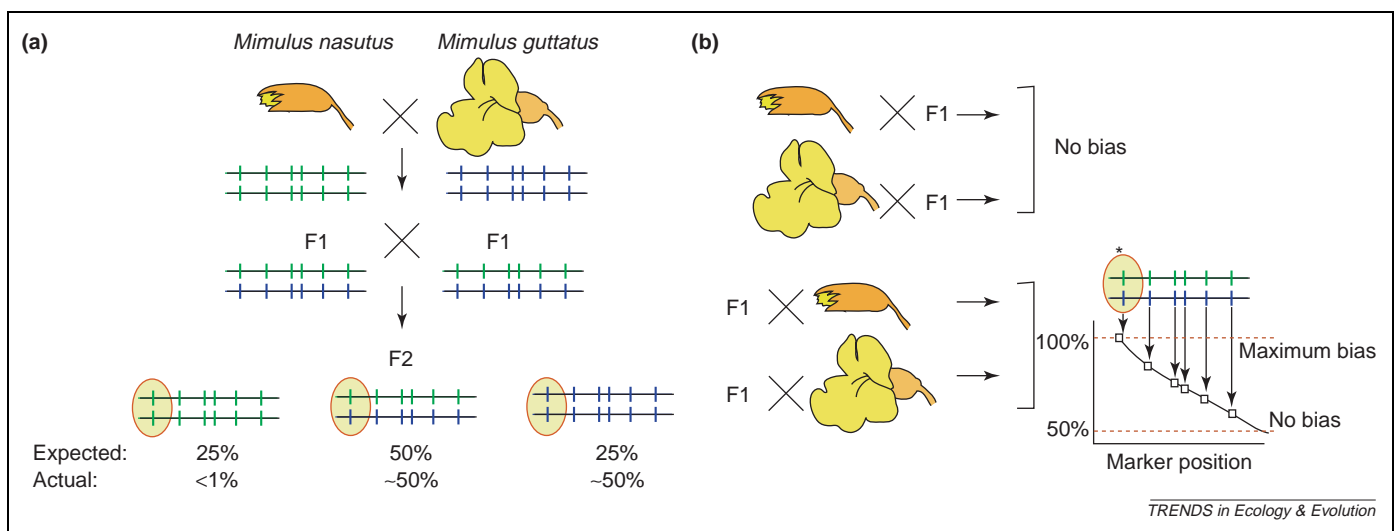 (a)
Mimulus nasutus Mimulus guttatus
F1 F1
F2
Expected: 25% 50% 25%
Actual: <1% ~50% ~50%
(b)
F1
No bias
F1
F1
F1
*
100%
Maximum bias
No bias
50%
Marker position
TRENDS in Ecology & Evolution